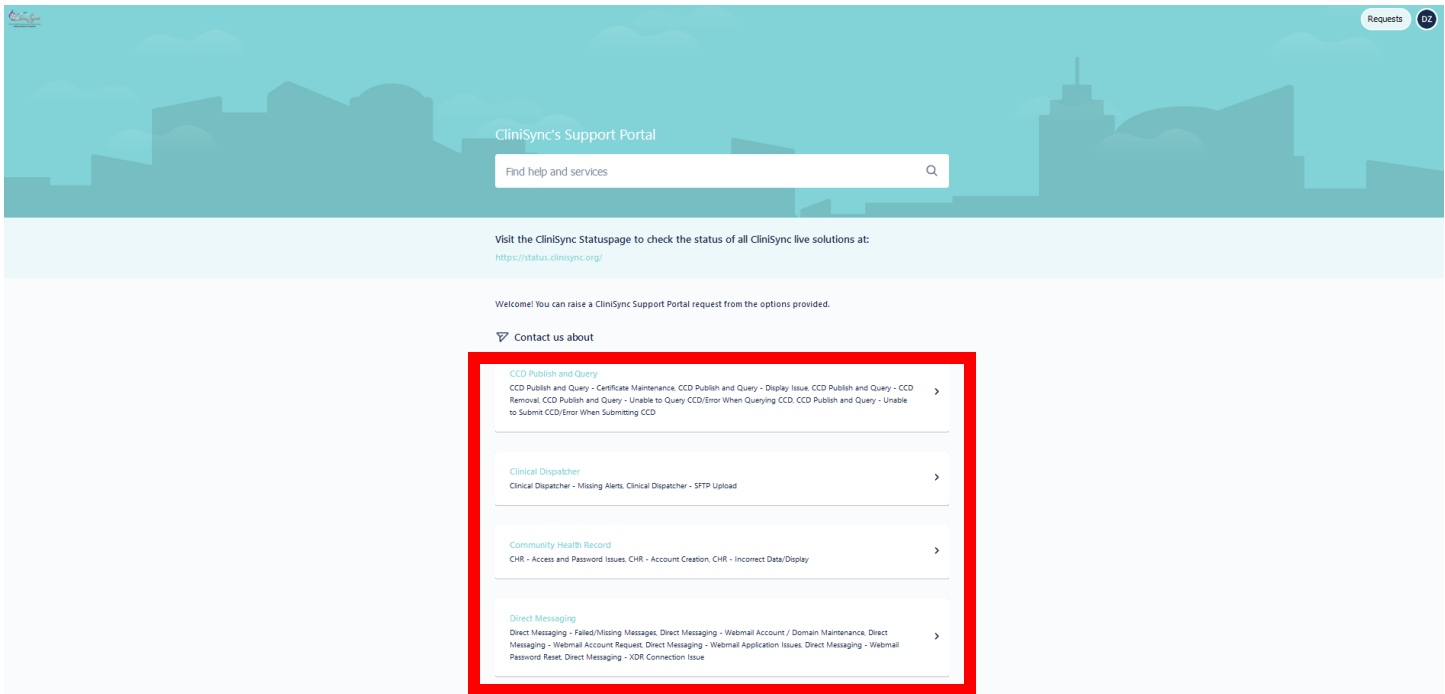 Clini Sync
Requests
DZ
CliniSync's Support Portal
Find help and services
Visit the CliniSync Statuspage to check the status of all CliniSync live solutions at:
https://status.clinisync.org/
Welcome! You can raise a CliniSync Support Portal request from the options provided.
Contact us about
CCD Publish and Query
CCD Publish and Query - Certificate Maintenance, CCD Publish and Query - Display Issue, CCD Publish and Query - CCD
Removal, CCD Publish and Query - Unable to Query CCD/Error When Querying CCD, CCD Publish and Query - Unable
to Submit CCD/Error When Submitting CCD
Clinical Dispatcher
Clinical Dispatcher - Missing Alerts, Clinical Dispatcher - SFTP Upload
Community Health Record
CHR - Access and Password Issues, CHR - Account Creation, CHR - Incorrect Data/Display
Direct Messaging
Direct Messaging - Failed/Missing Messages, Direct Messaging - Webmail Account / Domain Maintenance, Direct
Messaging - Webmail Account Request, Direct Messaging - Webmail Application Issues, Direct Messaging - Webmail
Password Reset, Direct Messaging - XDR Connection Issue